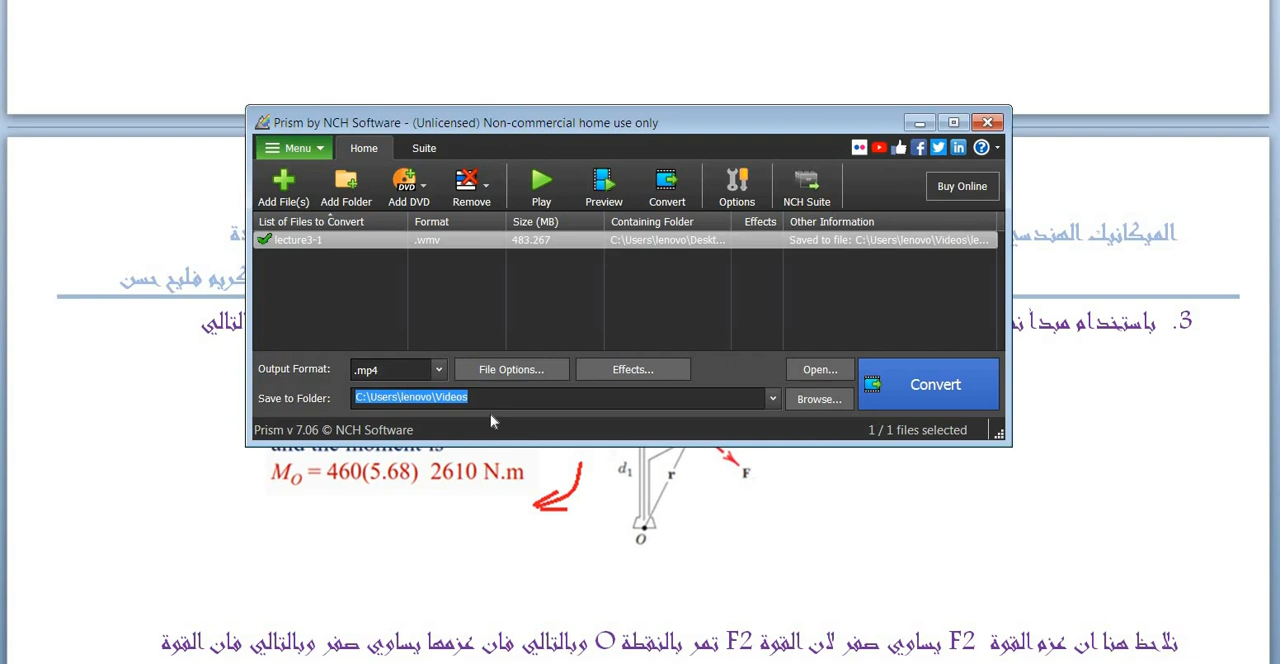 Prism by NCH Software - (Unlicensed) Non-commercial home use only
Menu Home Suite
Add File(s) Add Folder Add DVD Remove Play Preview Convert Options NCH Suite Buy Online
List of Files to Convert Format Size (MB) Containing Folder Effects Other Information
lecture3-1 .wmv 483.267 C:\Users\lenovo\Deskt... Saved to file: C:\Users\lenovo\Videos\le...
Output Format: .mp4 File Options... Effects... Open... Convert
Save to Folder: C:\Users\lenovo\Videos Browse...
Prism v 7.06 © NCH Software 1 / 1 files selected
الميكانيك الهندسي
كريم فليح حسن
3. باستخدام مبدأ التالي
and the moment is
M_O = 460(5.68) 2610 N.m
d1 r F
O
نلاحظ هنا ان عزم القوة F2 يساوي صفر لان القوة F2 تمر بالنقطة O وبالتالي فان عزمها يساوي صفر وبالتالي فان القوة